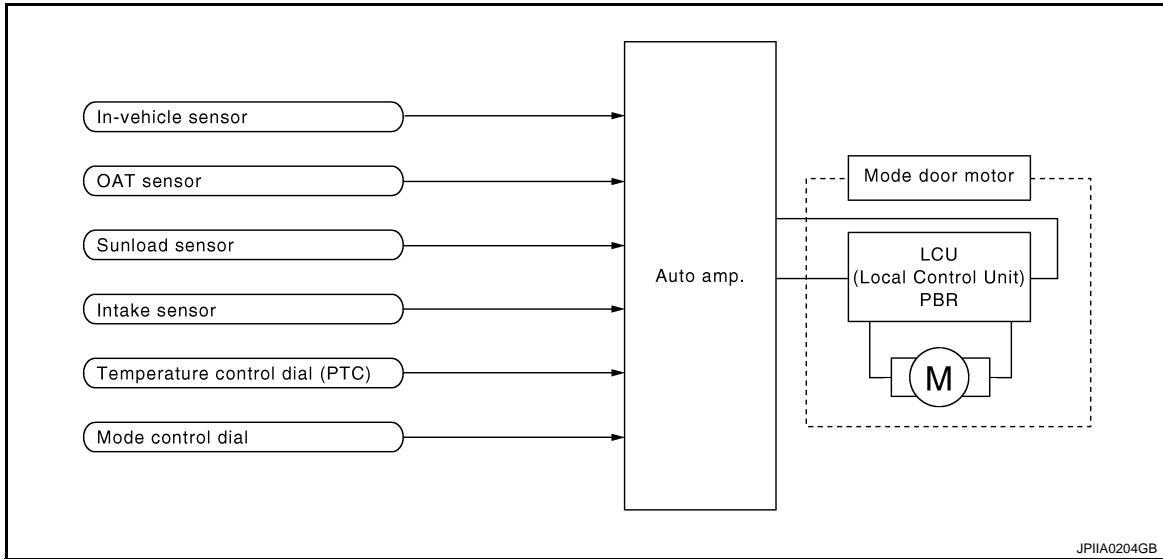 In-vehicle sensor
OAT sensor
Sunload sensor
Intake sensor
Temperature control dial (PTC)
Mode control dial
Auto amp.
Mode door motor
LCU
(Local Control Unit)
PBR
M
JPIIA0204GB